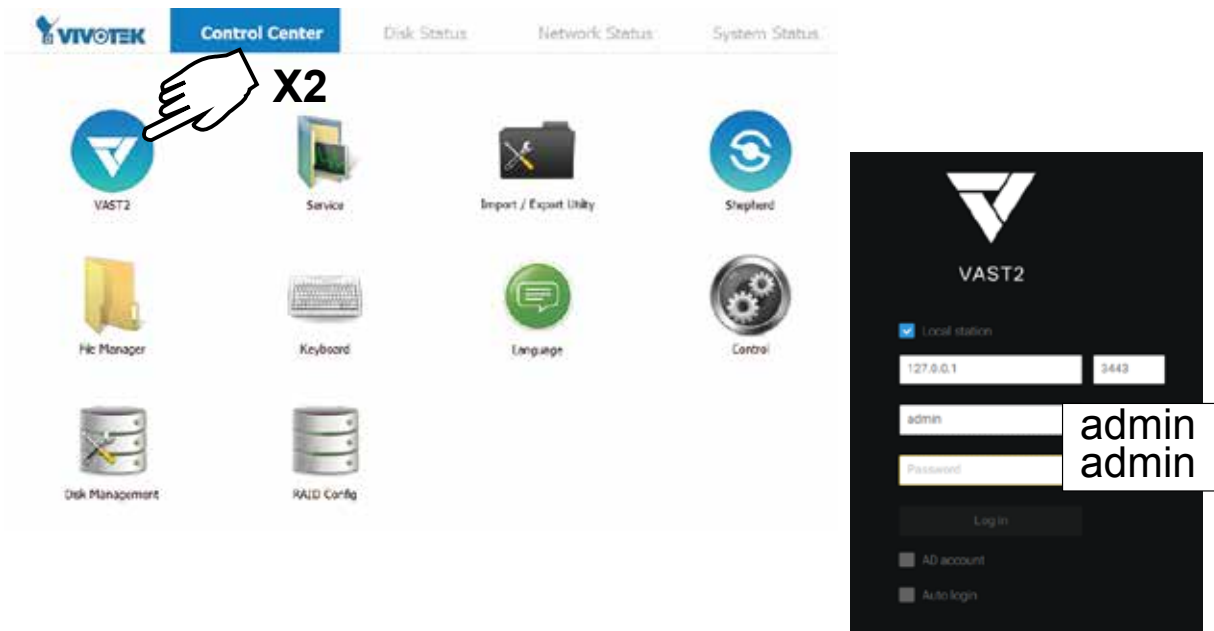 VIVOTEK Control Center Disk Status Network Status System Status
X2
VAST2 Service Import / Export Utility Shepherd
File Manager Keyboard Language Control
Disk Management RAID Config
VAST2
Local station
127.0.0.1 3443
admin
Password
admin
admin
Log in
AD account
Auto login